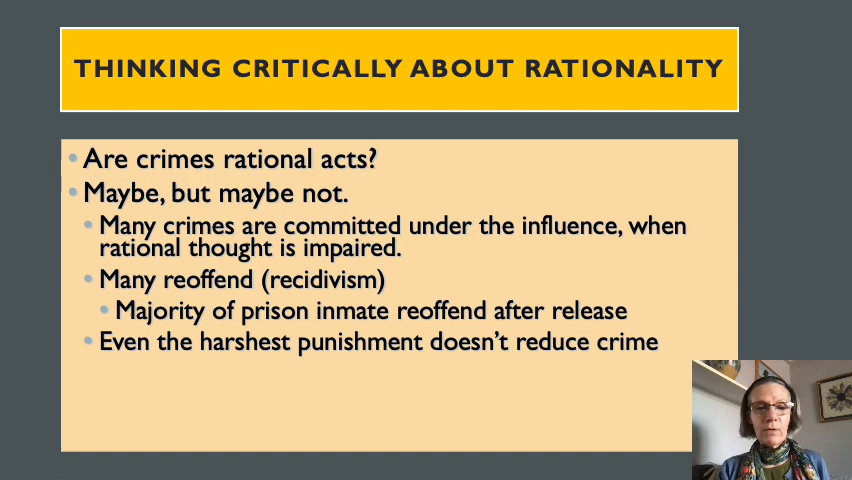 THINKING CRITICALLY ABOUT RATIONALITY
• Are crimes rational acts?
• Maybe, but maybe not.
• Many crimes are committed under the influence, when
rational thought is impaired.
• Many reoffend (recidivism)
• Majority of prison inmate reoffend after release
• Even the harshest punishment doesn’t reduce crime